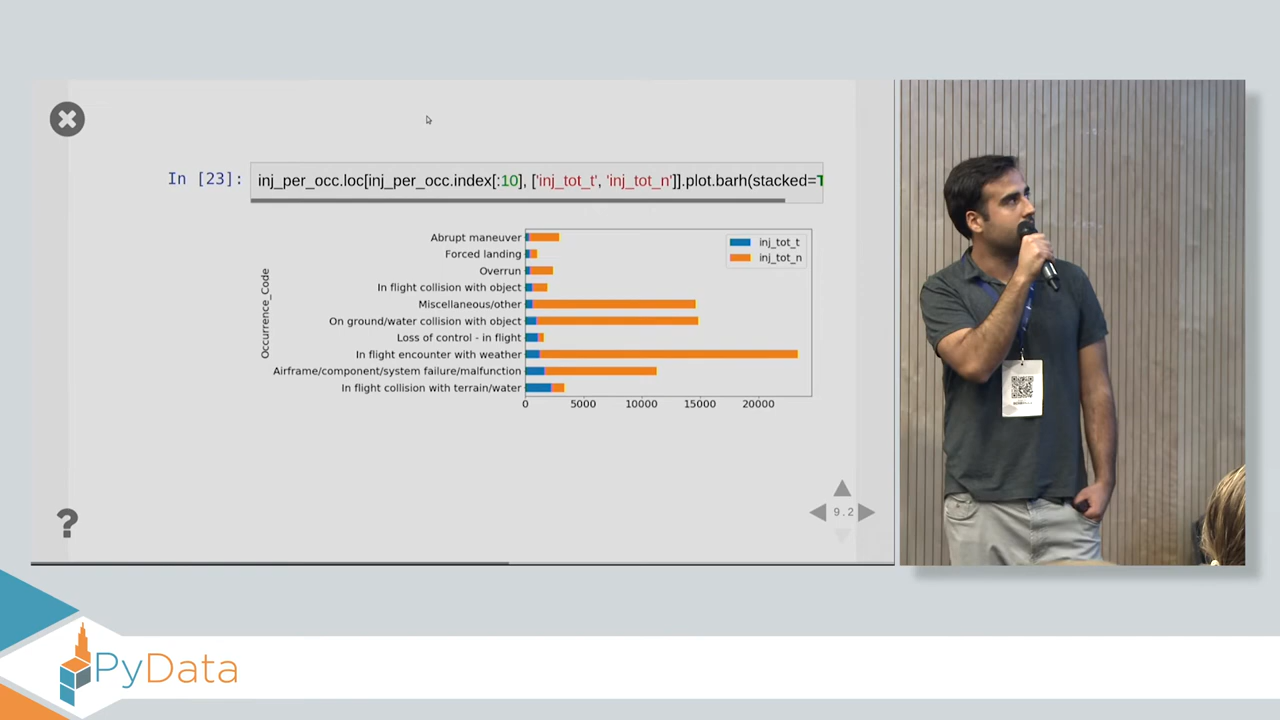 In [23]:
inj_per_occ.loc[inj_per_occ.index[:10], ['inj_tot_t', 'inj_tot_n']].plot.barh(stacked=T
Occurrence_Code
Abrupt maneuver
Forced landing
Overrun
In flight collision with object
Miscellaneous/other
On ground/water collision with object
Loss of control - in flight
In flight encounter with weather
Airframe/component/system failure/malfunction
In flight collision with terrain/water
inj_tot_t
inj_tot_n
0 5000 10000 15000 20000
?
9.2
PyData